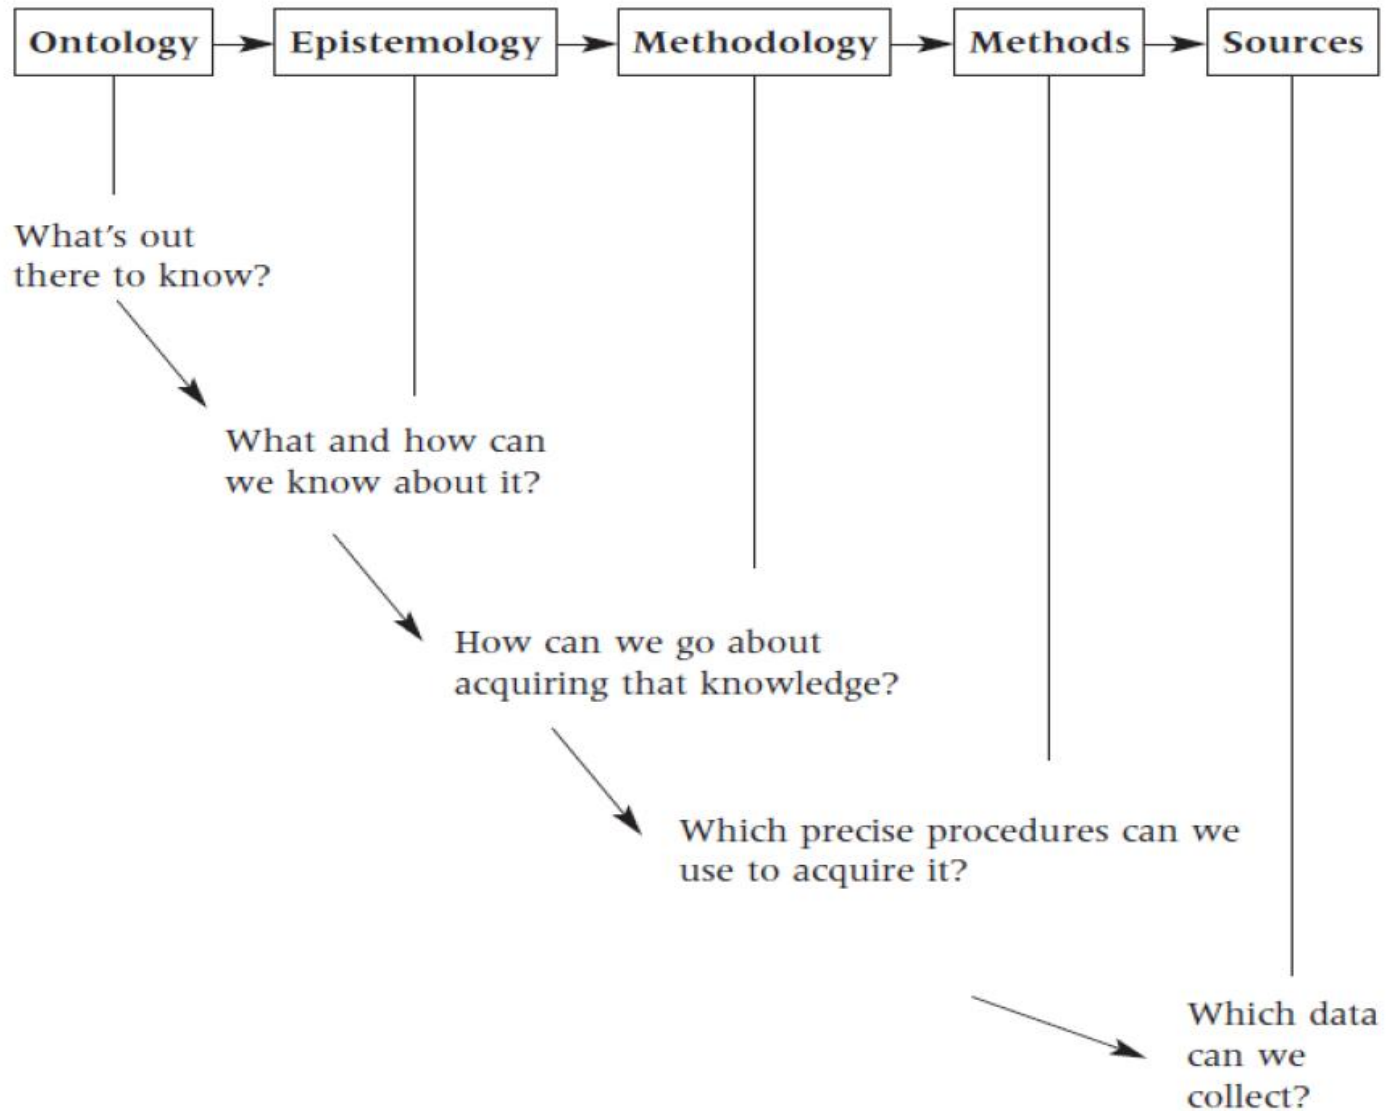 Ontology
Epistemology
Methodology
Methods
Sources
What’s out
there to know?
What and how can
we know about it?
How can we go about
acquiring that knowledge?
Which precise procedures can we
use to acquire it?
Which data
can we
collect?